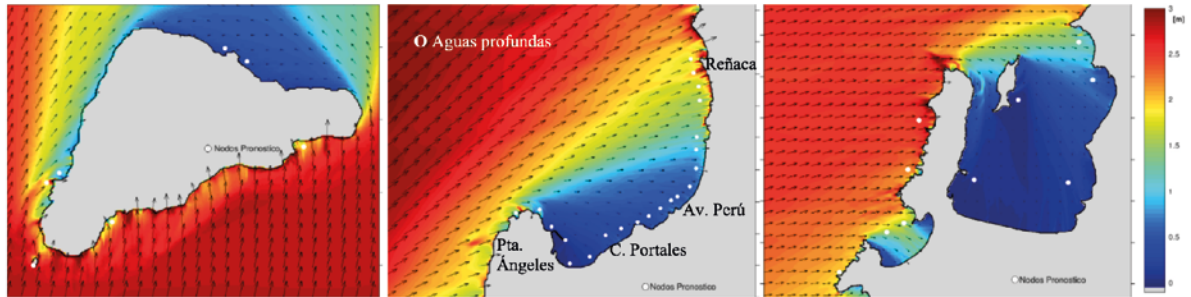 Nodos Pronostico
O Aguas profundas
Reñaca
Av. Perú
Pta.
Ángeles
C. Portales
Nodos Pronostico
Nodos Pronostico
3
[m]
2.5
2
1.5
1
0.5
0